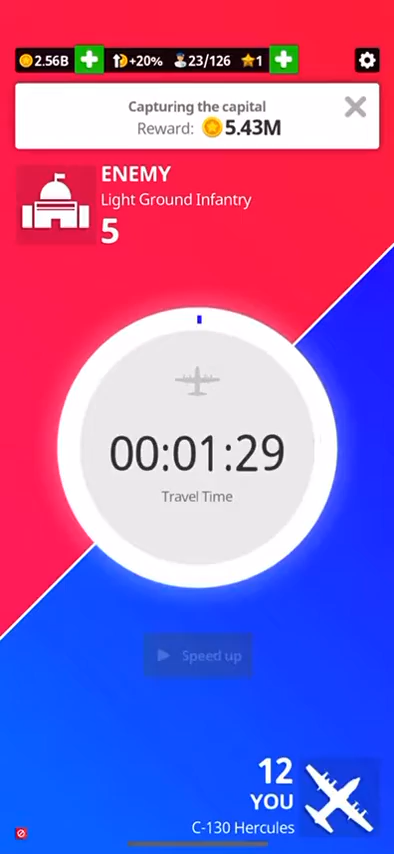 2.56B +20% 23/126 1
Capturing the capital
Reward: 5.43M
ENEMY
Light Ground Infantry
5
00:01:29
Travel Time
Speed up
12
YOU
C-130 Hercules